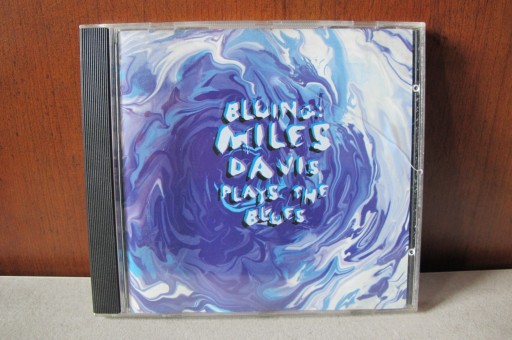 BLUING:
MILES
DAVIS
PLAYS THE
BLUES